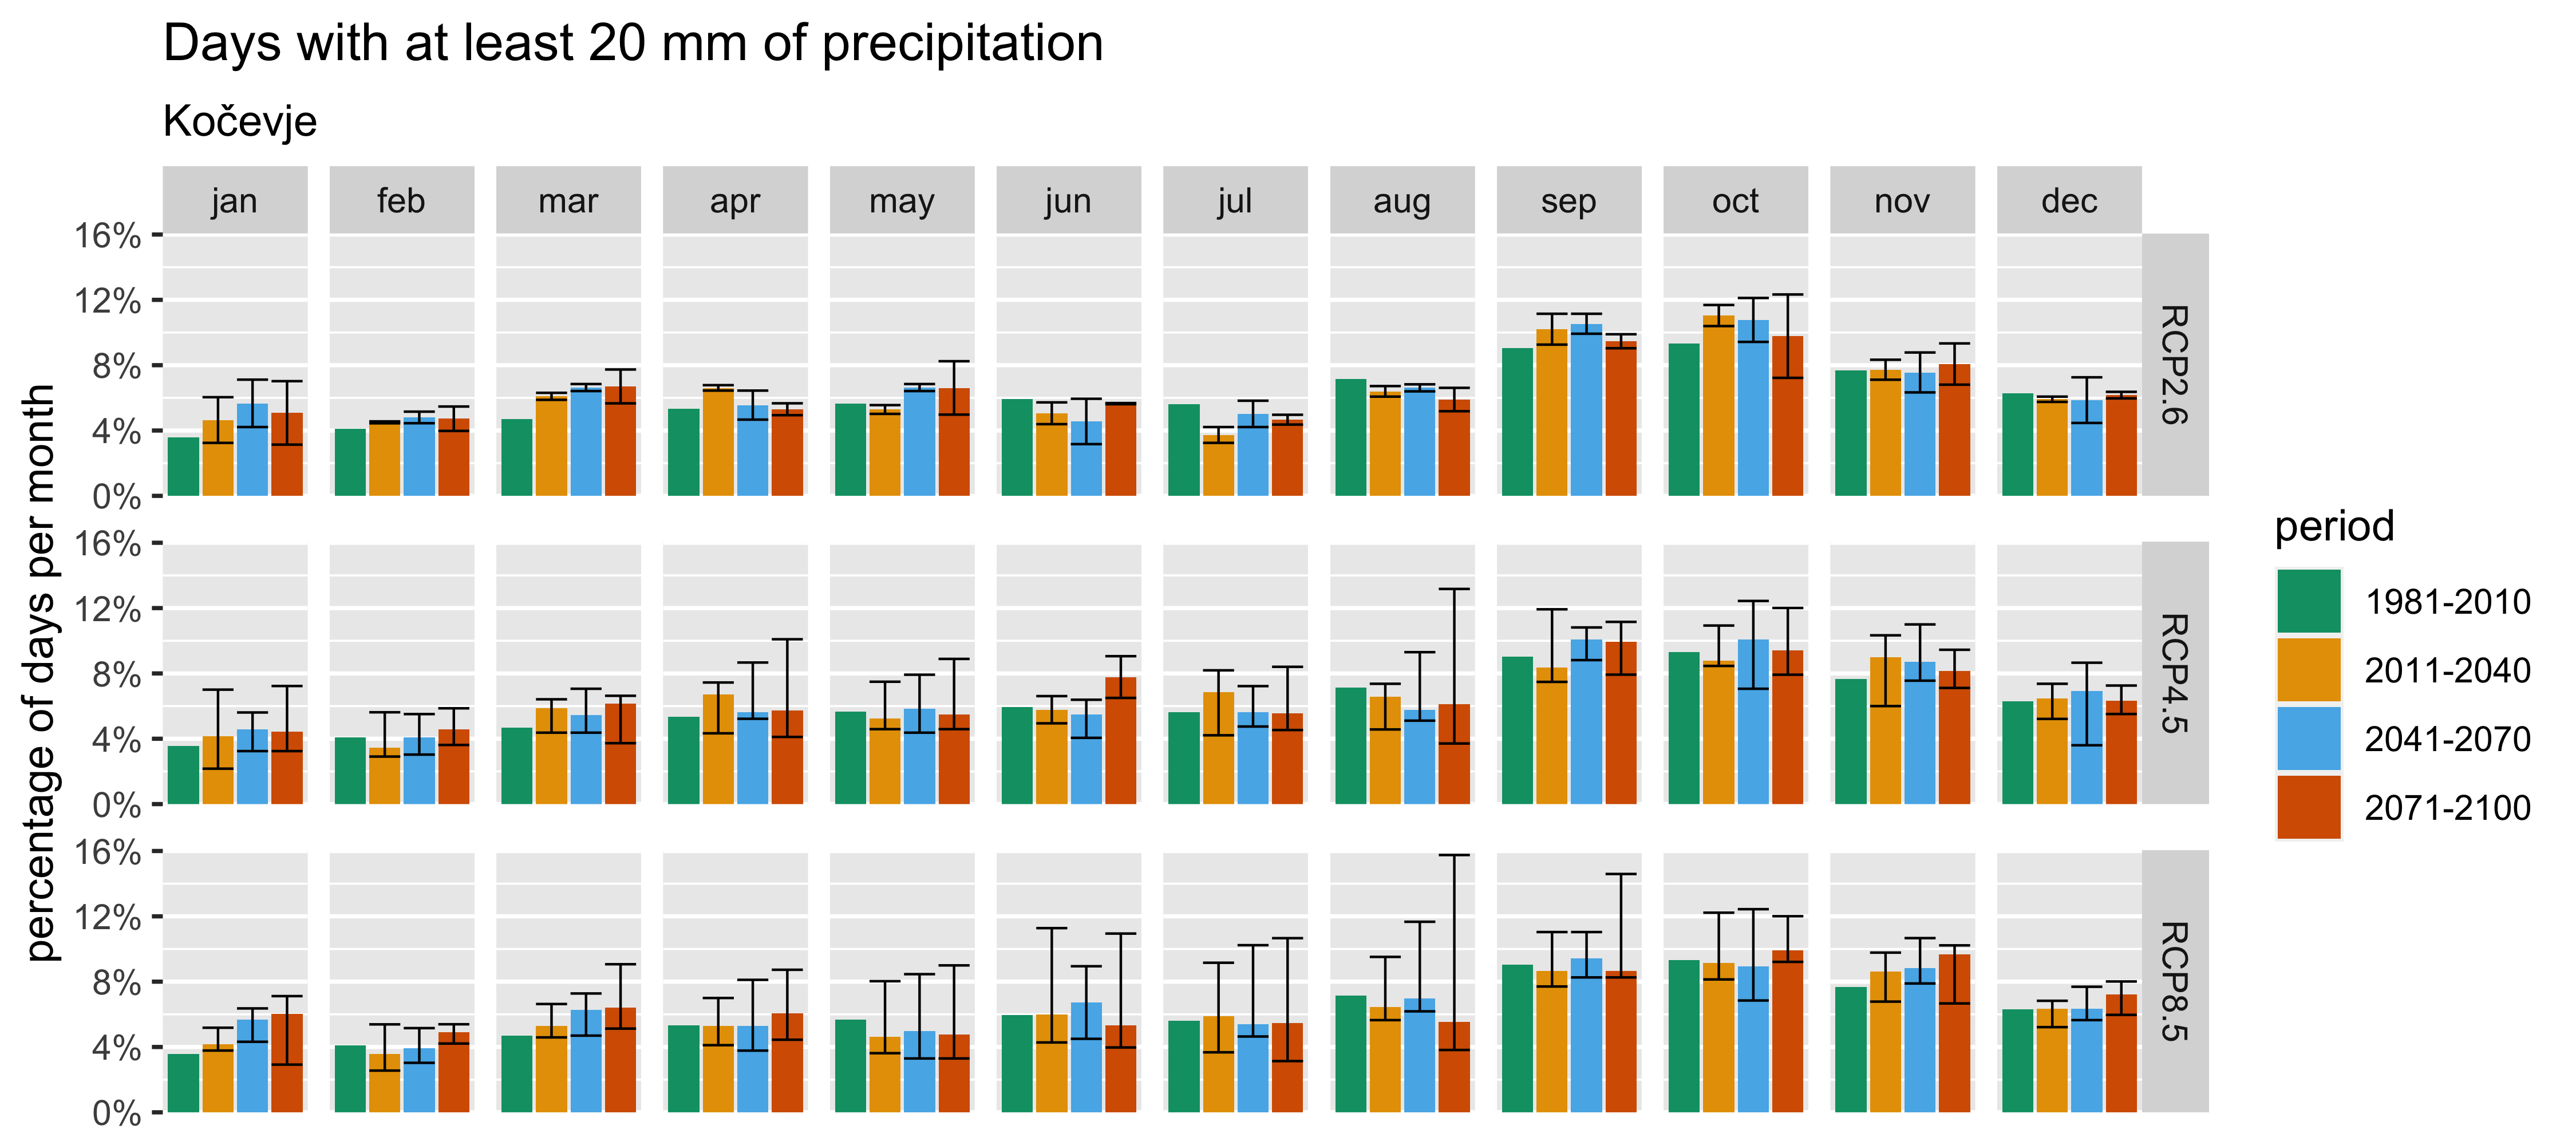 Days with at least 20 mm of precipitation
Kočevje
jan feb mar apr may jun jul aug sep oct nov dec
16%
12%
8%
4%
0%
RCP2.6
16%
12%
8%
4%
0%
RCP4.5
16%
12%
8%
4%
0%
RCP8.5
percentage of days per month
period
1981-2010
2011-2040
2041-2070
2071-2100